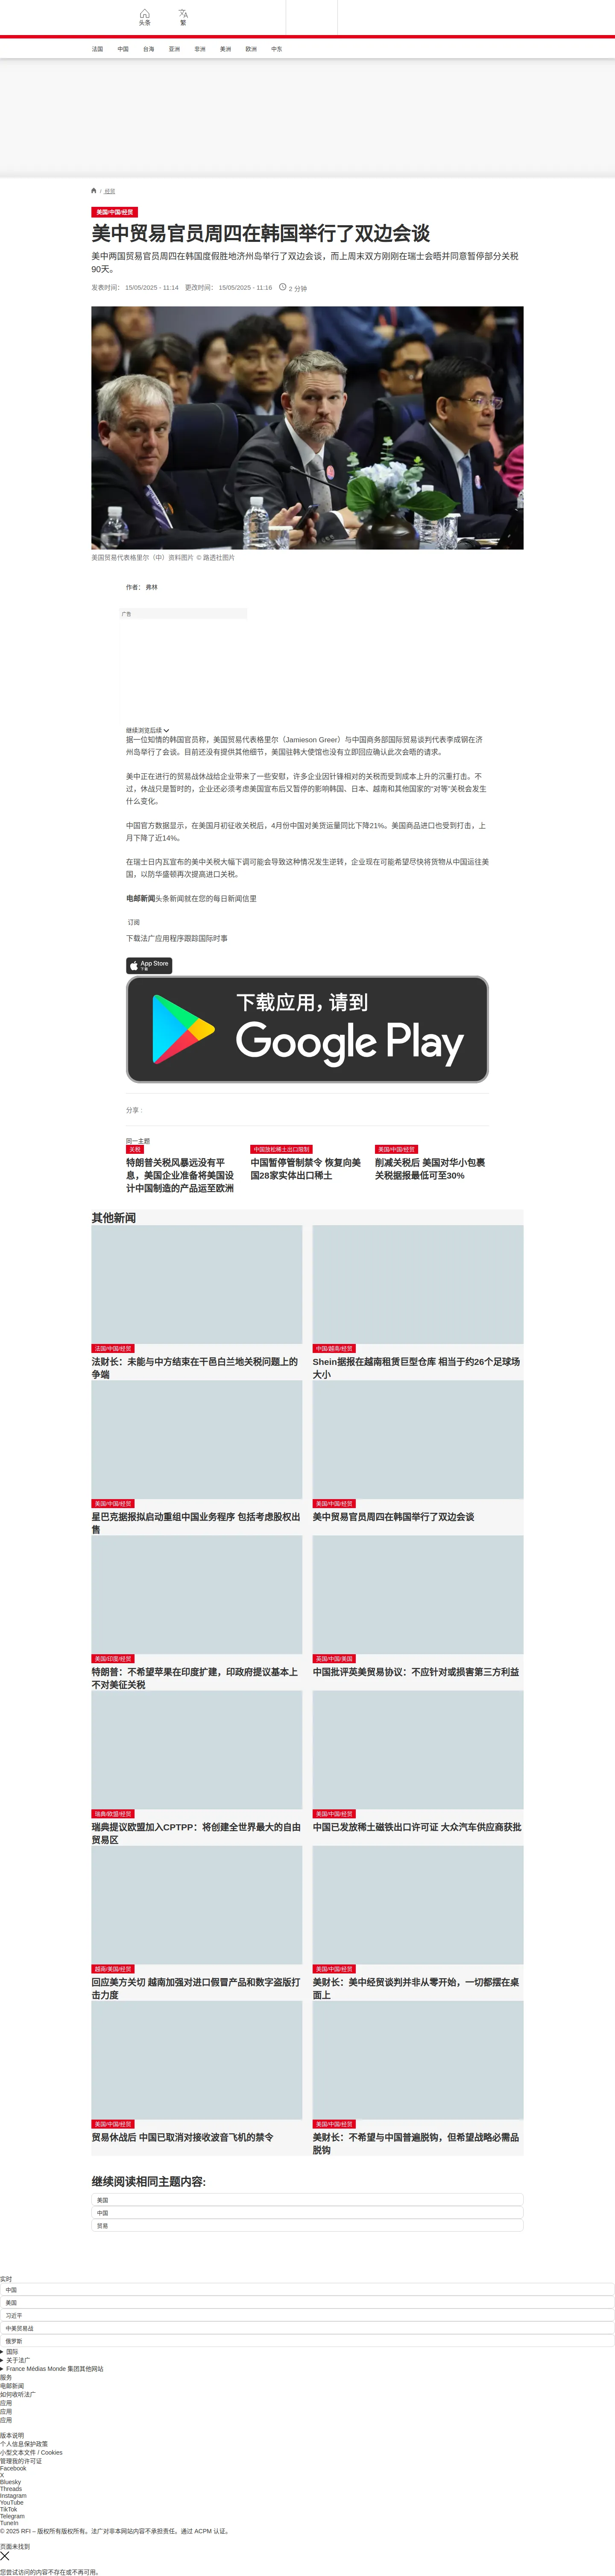 头条
繁
法国
中国
台海
亚洲
非洲
美洲
欧洲
中东
/ 经贸
美国/中国/经贸
美中贸易官员周四在韩国举行了双边会谈
美中两国贸易官员周四在韩国度假胜地济州岛举行了双边会谈，而上周末双方刚刚在瑞士会晤并同意暂停部分关税
90天。
发表时间： 15/05/2025 - 11:14 更改时间： 15/05/2025 - 11:16 2 分钟
美国贸易代表格里尔（中）资料图片 © 路透社图片
作者： 弗林
广告
继续浏览后续
据一位知情的韩国官员称，美国贸易代表格里尔（Jamieson Greer）与中国商务部国际贸易谈判代表李成钢在济
州岛举行了会谈。目前还没有提供其他细节，美国驻韩大使馆也没有立即回应确认此次会晤的请求。
美中正在进行的贸易战休战给企业带来了一些安慰，许多企业因针锋相对的关税而受到成本上升的沉重打击。不
过，休战只是暂时的，企业还必须考虑美国宣布后又暂停的影响韩国、日本、越南和其他国家的“对等”关税会发生
什么变化。
中国官方数据显示，在美国月初征收关税后，4月份中国对美货运量同比下降21%。美国商品进口也受到打击，上
月下降了近14%。
在瑞士日内瓦宣布的美中关税大幅下调可能会导致这种情况发生逆转，企业现在可能希望尽快将货物从中国运往美
国，以防华盛顿再次提高进口关税。
电邮新闻头条新闻就在您的每日新闻信里
订阅
下载法广应用程序跟踪国际时事
App Store
下载
下载应用，请到
Google Play
分享 :
同一主题
关税
特朗普关税风暴远没有平
息，美国企业准备将美国设
计中国制造的产品运至欧洲
中国放松稀土出口限制
中国暂停管制禁令 恢复向美
国28家实体出口稀土
美国/中国/经贸
削减关税后 美国对华小包裹
关税据报最低可至30%
其他新闻
法国/中国/经贸
法财长：未能与中方结束在干邑白兰地关税问题上的
争端
中国/越南/经贸
Shein据报在越南租赁巨型仓库 相当于约26个足球场
大小
美国/中国/经贸
星巴克据报拟启动重组中国业务程序 包括考虑股权出
售
美国/中国/经贸
美中贸易官员周四在韩国举行了双边会谈
美国/印度/经贸
特朗普：不希望苹果在印度扩建，印政府提议基本上
不对美征关税
英国/中国/美国
中国批评英美贸易协议：不应针对或损害第三方利益
瑞典/欧盟/经贸
瑞典提议欧盟加入CPTPP：将创建全世界最大的自由
贸易区
美国/中国/经贸
中国已发放稀土磁铁出口许可证 大众汽车供应商获批
越南/美国/经贸
回应美方关切 越南加强对进口假冒产品和数字盗版打
击力度
美国/中国/经贸
美财长：美中经贸谈判并非从零开始，一切都摆在桌
面上
美国/中国/经贸
贸易休战后 中国已取消对接收波音飞机的禁令
美国/中国/经贸
美财长：不希望与中国普遍脱钩，但希望战略必需品
脱钩
继续阅读相同主题内容:
美国
中国
贸易
实时
中国
美国
习近平
中美贸易战
俄罗斯
国际
关于法广
France Médias Monde 集团其他网站
服务
电邮新闻
如何收听法广
应用
应用
应用
版本说明
个人信息保护政策
小型文本文件 / Cookies
管理我的许可证
Facebook
X
Bluesky
Threads
Instagram
YouTube
TikTok
Telegram
TuneIn
© 2025 RFI – 版权所有版权所有。法广对非本网站内容不承担责任。通过 ACPM 认证。
页面未找到
您尝试访问的内容不存在或不再可用。